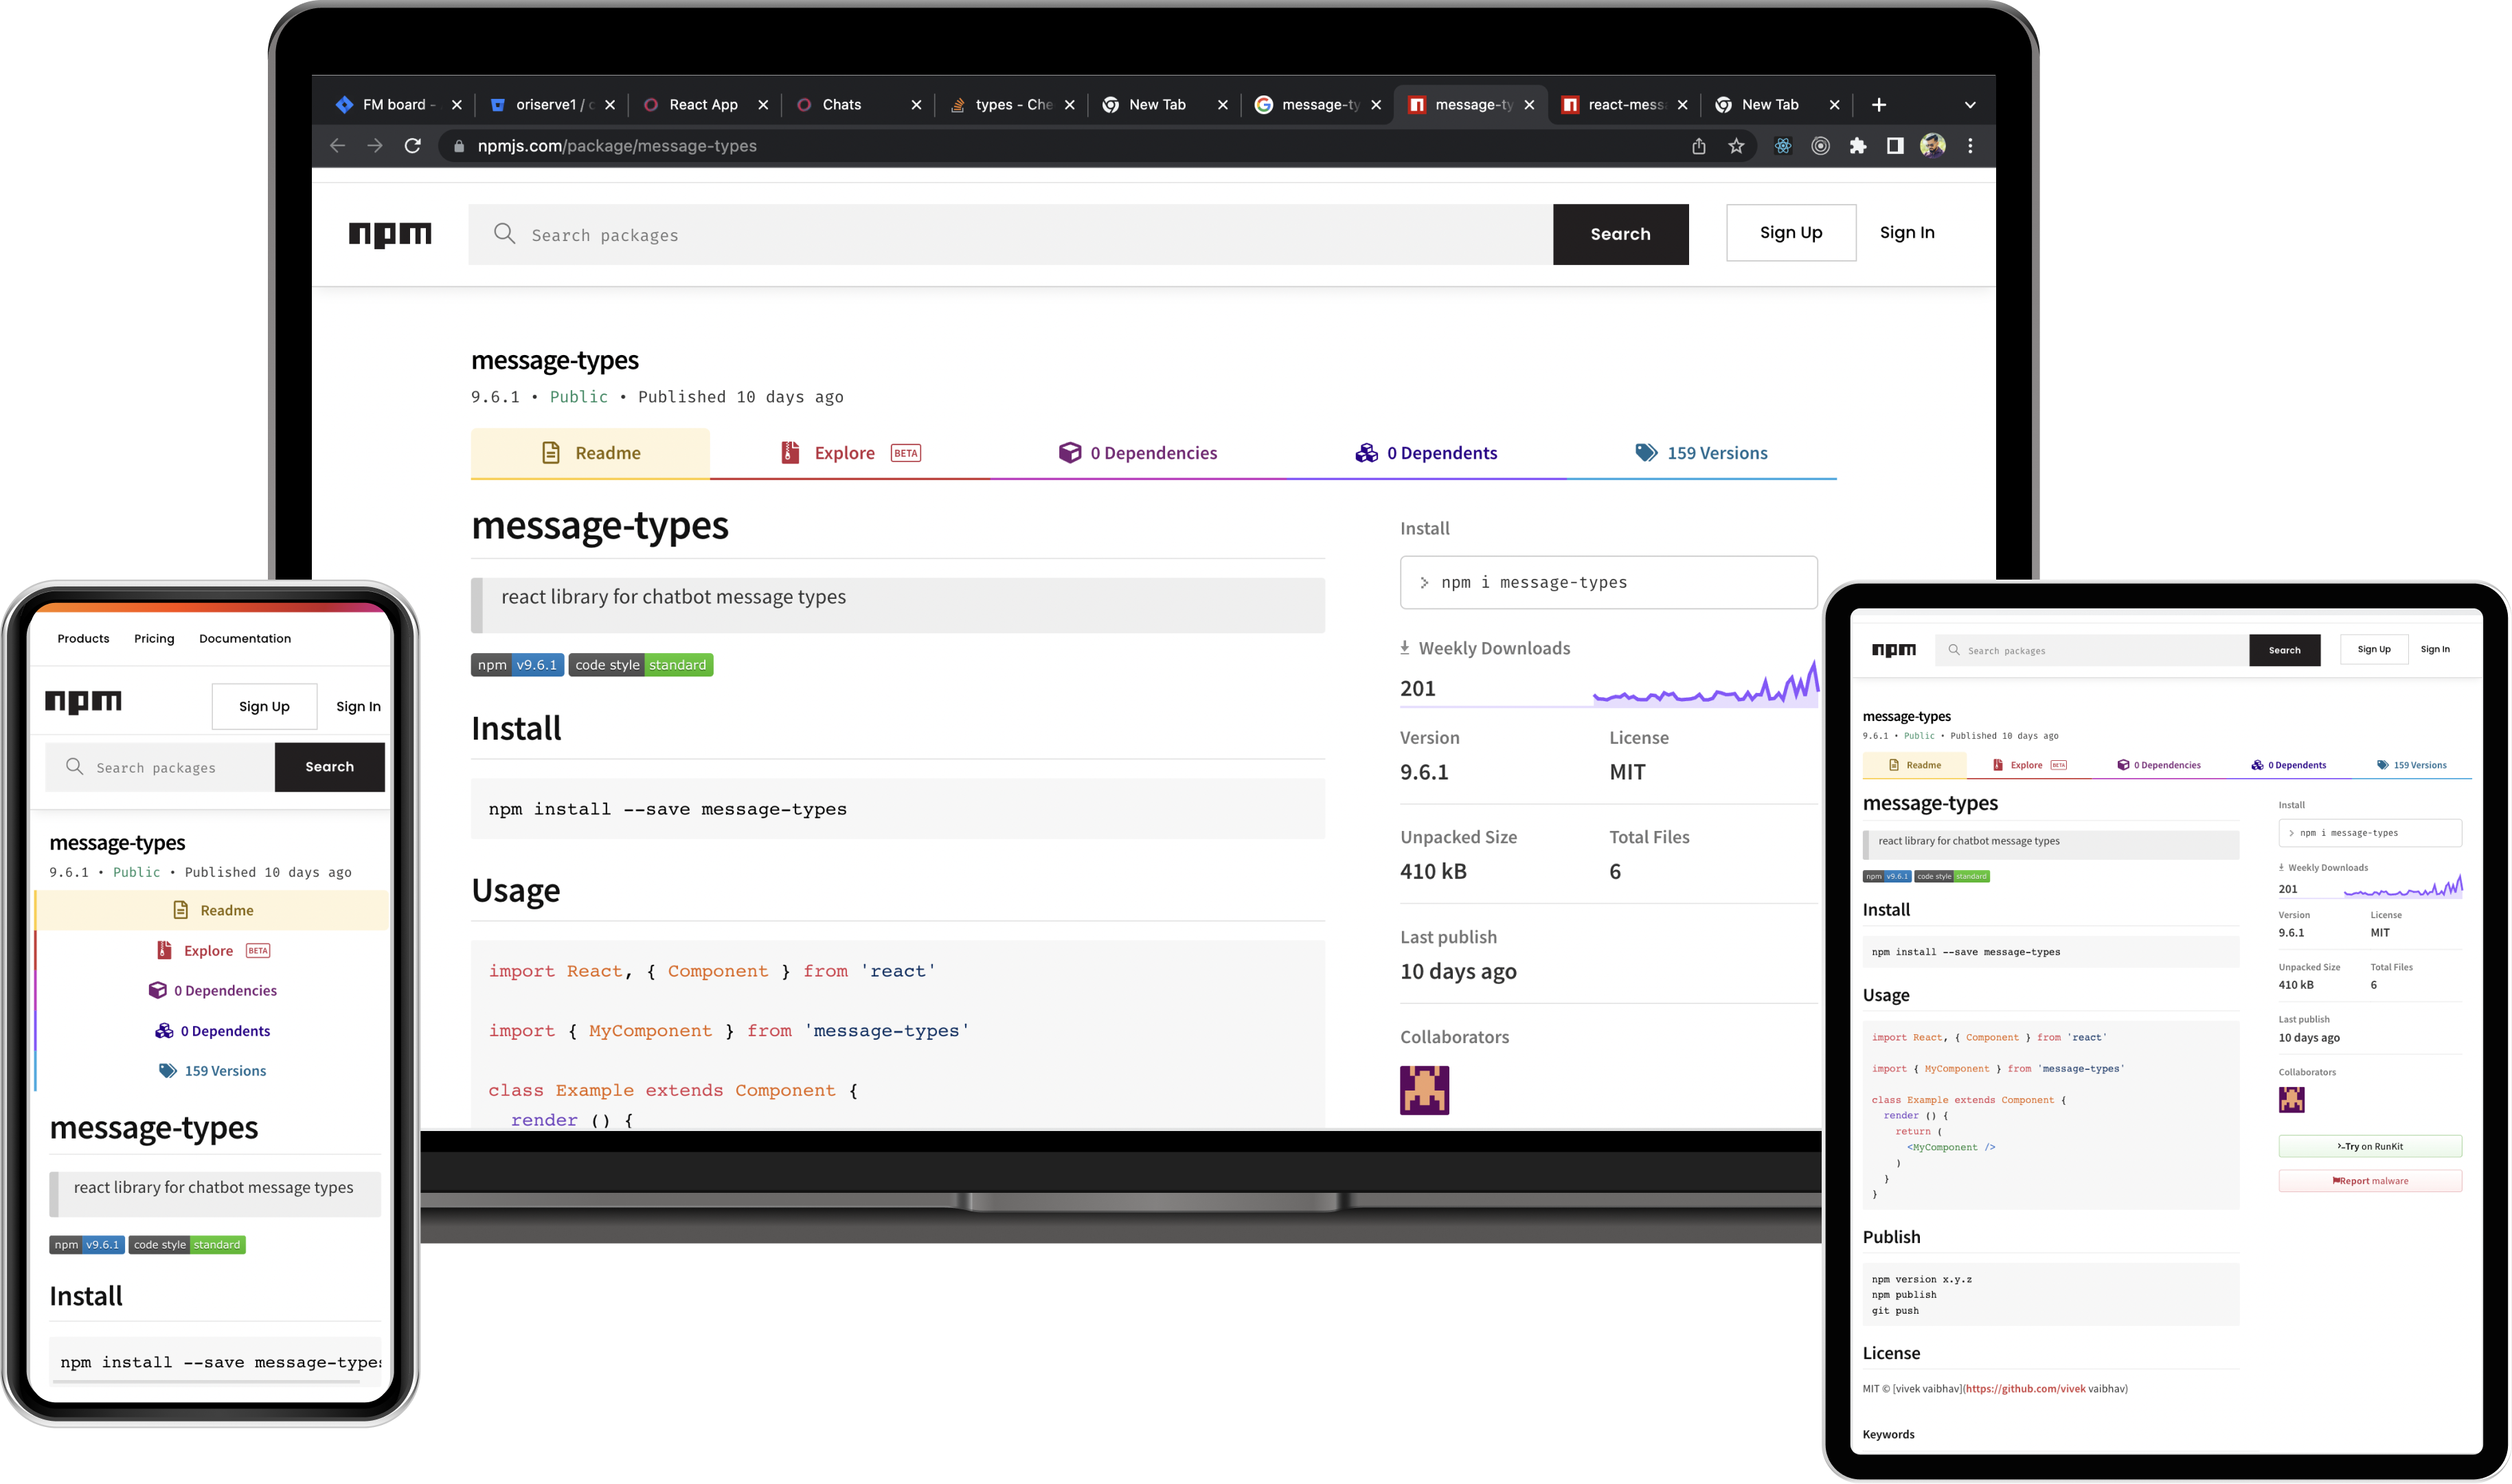 FM board -
oriserve1 / c
React App
Chats
types - Che
New Tab
message-ty
message-ty
react-mess
New Tab
npmjs.com/package/message-types
npm
Search packages
Search
Sign Up
Sign In
message-types
9.6.1 • Public • Published 10 days ago
Readme
Explore BETA
0 Dependencies
0 Dependents
159 Versions
message-types
react library for chatbot message types
npm v9.6.1 code style standard
Install
npm install --save message-types
Usage
import React, { Component } from 'react'
import { MyComponent } from 'message-types'
class Example extends Component {
render () {
Install
> npm i message-types
Weekly Downloads
201
Version
License
9.6.1
MIT
Unpacked Size
Total Files
410 kB
6
Last publish
10 days ago
Collaborators
Products Pricing Documentation
npm
Sign Up
Sign In
Search packages
Search
message-types
9.6.1 • Public • Published 10 days ago
Readme
Explore BETA
0 Dependencies
0 Dependents
159 Versions
message-types
react library for chatbot message types
npm v9.6.1 code style standard
Install
npm install --save message-types
npm
Search packages
Search
Sign Up
Sign In
message-types
9.6.1 • Public • Published 10 days ago
Readme
Explore BETA
0 Dependencies
0 Dependents
159 Versions
message-types
react library for chatbot message types
npm v9.6.1 code style standard
Install
npm install --save message-types
Usage
import React, { Component } from 'react'
import { MyComponent } from 'message-types'
class Example extends Component {
render () {
return (
<MyComponent />
)
}
}
Publish
npm version x.y.z
npm publish
git push
License
MIT © [vivek vaibhav](https://github.com/vivek vaibhav)
Keywords
Install
> npm i message-types
Weekly Downloads
201
Version
License
9.6.1
MIT
Unpacked Size
Total Files
410 kB
6
Last publish
10 days ago
Collaborators
Try on RunKit
Report malware